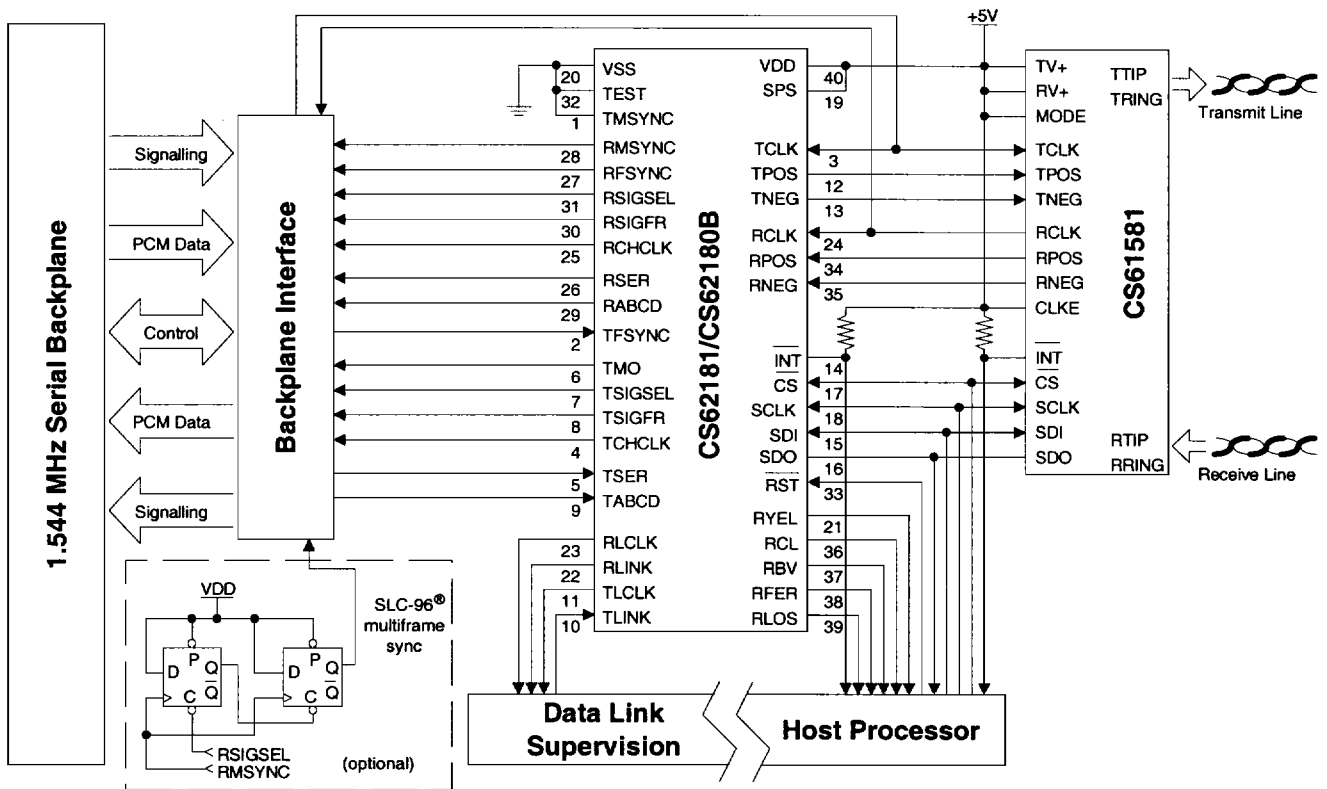 1.544 MHz Serial Backplane
Signalling
PCM Data
Control
PCM Data
Signalling
Backplane Interface
VSS
20
TEST
32
TMSYNC
1
RMSYNC
28
RFSYNC
27
RSIGSEL
31
RSIGFR
30
RCHCLK
25
RSER
26
RABCD
29
TFSYNC
2
TMO
6
TSIGSEL
7
TSIGFR
8
TCHCLK
4
TSER
5
TABCD
9
RLCLK
23
RLINK
22
TLCLK
11
TLINK
10
CS62181/CS62180B
VDD
40
SPS
19
TCLK
3
TPOS
12
TNEG
13
RCLK
24
RPOS
34
RNEG
35
INT
14
CS
17
SCLK
18
SDI
15
SDO
16
RST
33
RYEL
21
RCL
36
RBV
37
RFER
38
RLOS
39
+5V
TV+
RV+
MODE
TCLK
TPOS
TNEG
RCLK
RPOS
RNEG
CLKE
INT
CS
SCLK
SDI
SDO
CS61581
TTIP
TRING
Transmit Line
RTIP
RRING
Receive Line
VDD
SLC-96®
multiframe
sync
P
D Q
Q
C
P
D Q
Q
C
RSIGSEL
RMSYNC
(optional)
Data Link
Supervision
Host Processor